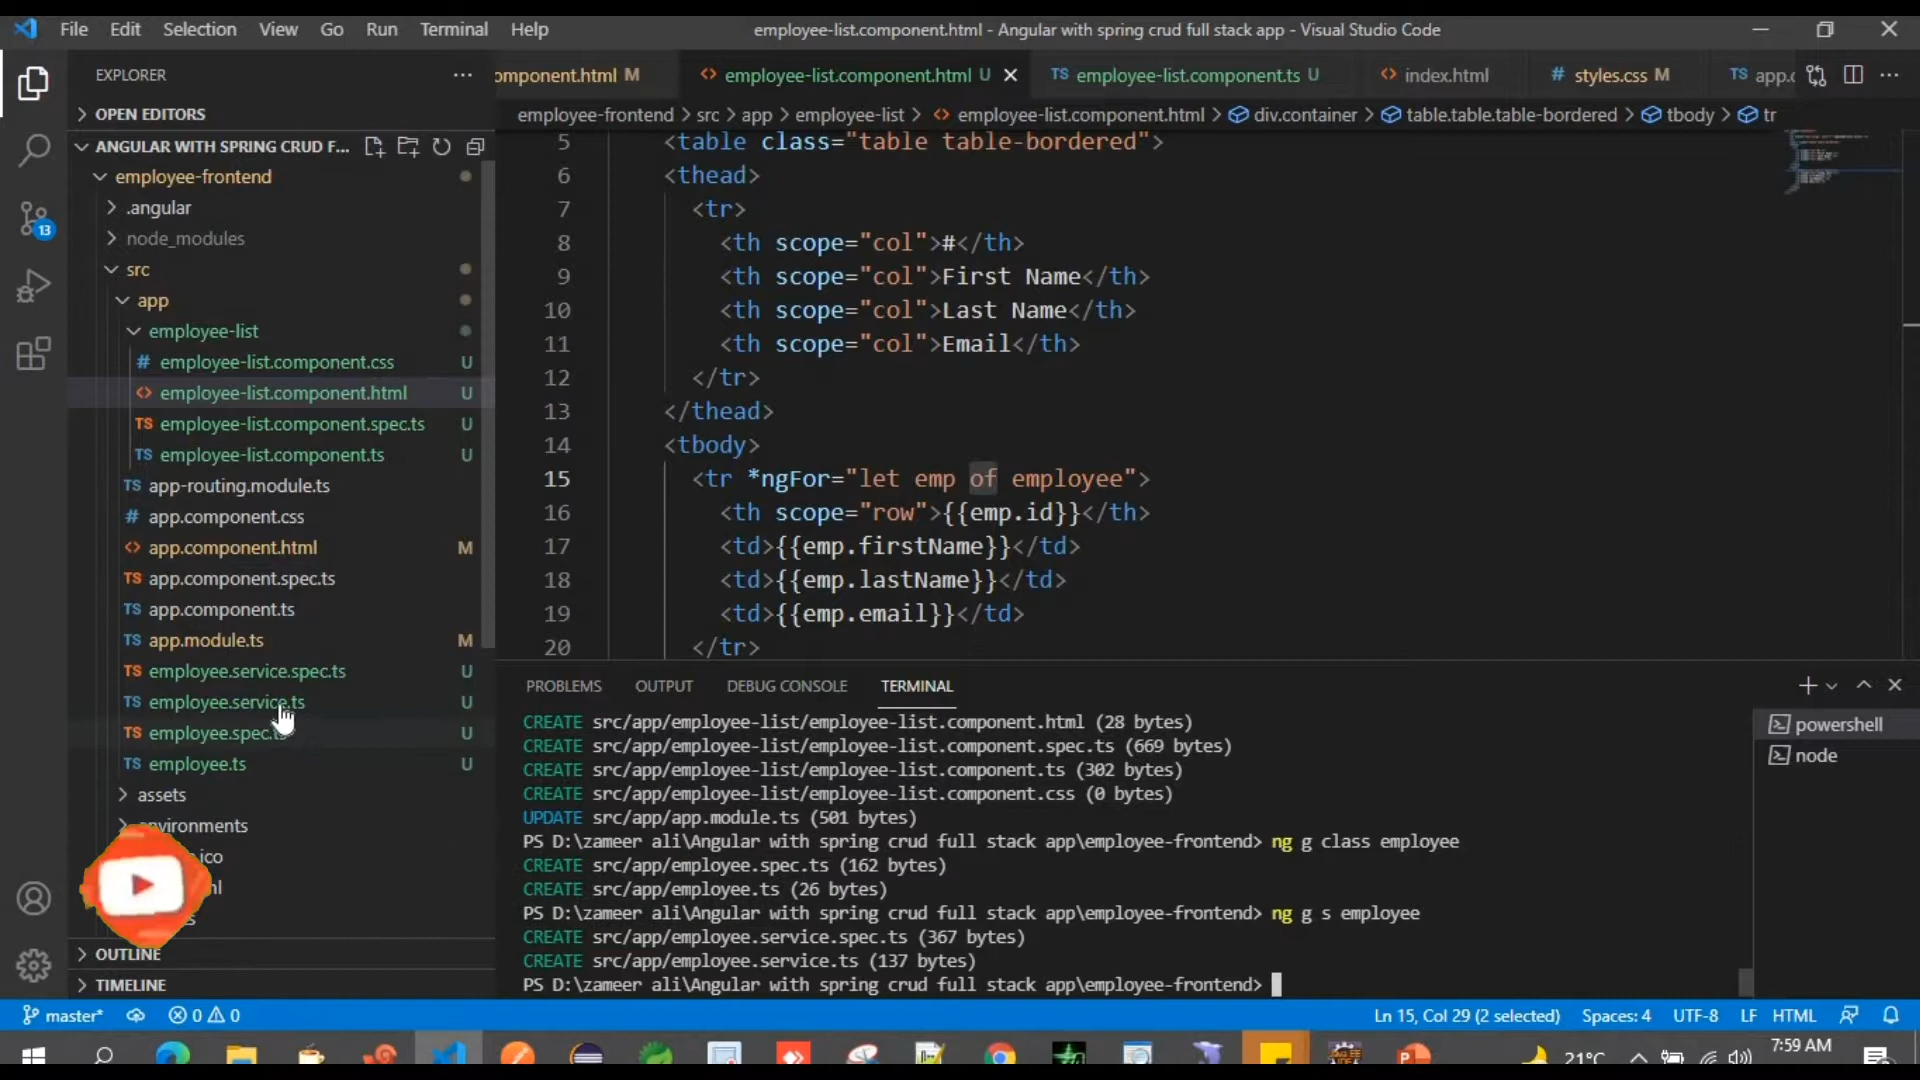 File Edit Selection View Go Run Terminal Help
employee-list.component.html - Angular with spring crud full stack app - Visual Studio Code
EXPLORER
omponent.html M
employee-list.component.html U
TS employee-list.component.ts U
index.html
# styles.css M
TS app.c
employee-frontend > src > app > employee-list > employee-list.component.html > div.container > table.table.table-bordered > tbody > tr
OPEN EDITORS
ANGULAR WITH SPRING CRUD F...
employee-frontend
.angular
node_modules
13
src
app
employee-list
# employee-list.component.css U
employee-list.component.html U
TS employee-list.component.spec.ts U
TS employee-list.component.ts U
TS app-routing.module.ts
# app.component.css
app.component.html M
TS app.component.spec.ts
TS app.component.ts
TS app.module.ts M
TS employee.service.spec.ts U
TS employee.service.ts U
TS employee.spec.ts U
TS employee.ts U
assets
environments
.ico
OUTLINE
TIMELINE
5 <table class="table table-bordered">
6 <thead>
7 <tr>
8 <th scope="col">#</th>
9 <th scope="col">First Name</th>
10 <th scope="col">Last Name</th>
11 <th scope="col">Email</th>
12 </tr>
13 </thead>
14 <tbody>
15 <tr *ngFor="let emp of employee">
16 <th scope="row">{{emp.id}}</th>
17 <td>{{emp.firstName}}</td>
18 <td>{{emp.lastName}}</td>
19 <td>{{emp.email}}</td>
20 </tr>
PROBLEMS OUTPUT DEBUG CONSOLE TERMINAL
CREATE src/app/employee-list/employee-list.component.html (28 bytes)
CREATE src/app/employee-list/employee-list.component.spec.ts (669 bytes)
CREATE src/app/employee-list/employee-list.component.ts (302 bytes)
CREATE src/app/employee-list/employee-list.component.css (0 bytes)
UPDATE src/app/app.module.ts (501 bytes)
PS D:\zameer ali\Angular with spring crud full stack app\employee-frontend> ng g class employee
CREATE src/app/employee.spec.ts (162 bytes)
CREATE src/app/employee.ts (26 bytes)
PS D:\zameer ali\Angular with spring crud full stack app\employee-frontend> ng g s employee
CREATE src/app/employee.service.spec.ts (367 bytes)
CREATE src/app/employee.service.ts (137 bytes)
PS D:\zameer ali\Angular with spring crud full stack app\employee-frontend>
powershell
node
master* 0 0
Ln 15, Col 29 (2 selected) Spaces: 4 UTF-8 LF HTML
21°C
7:59 AM